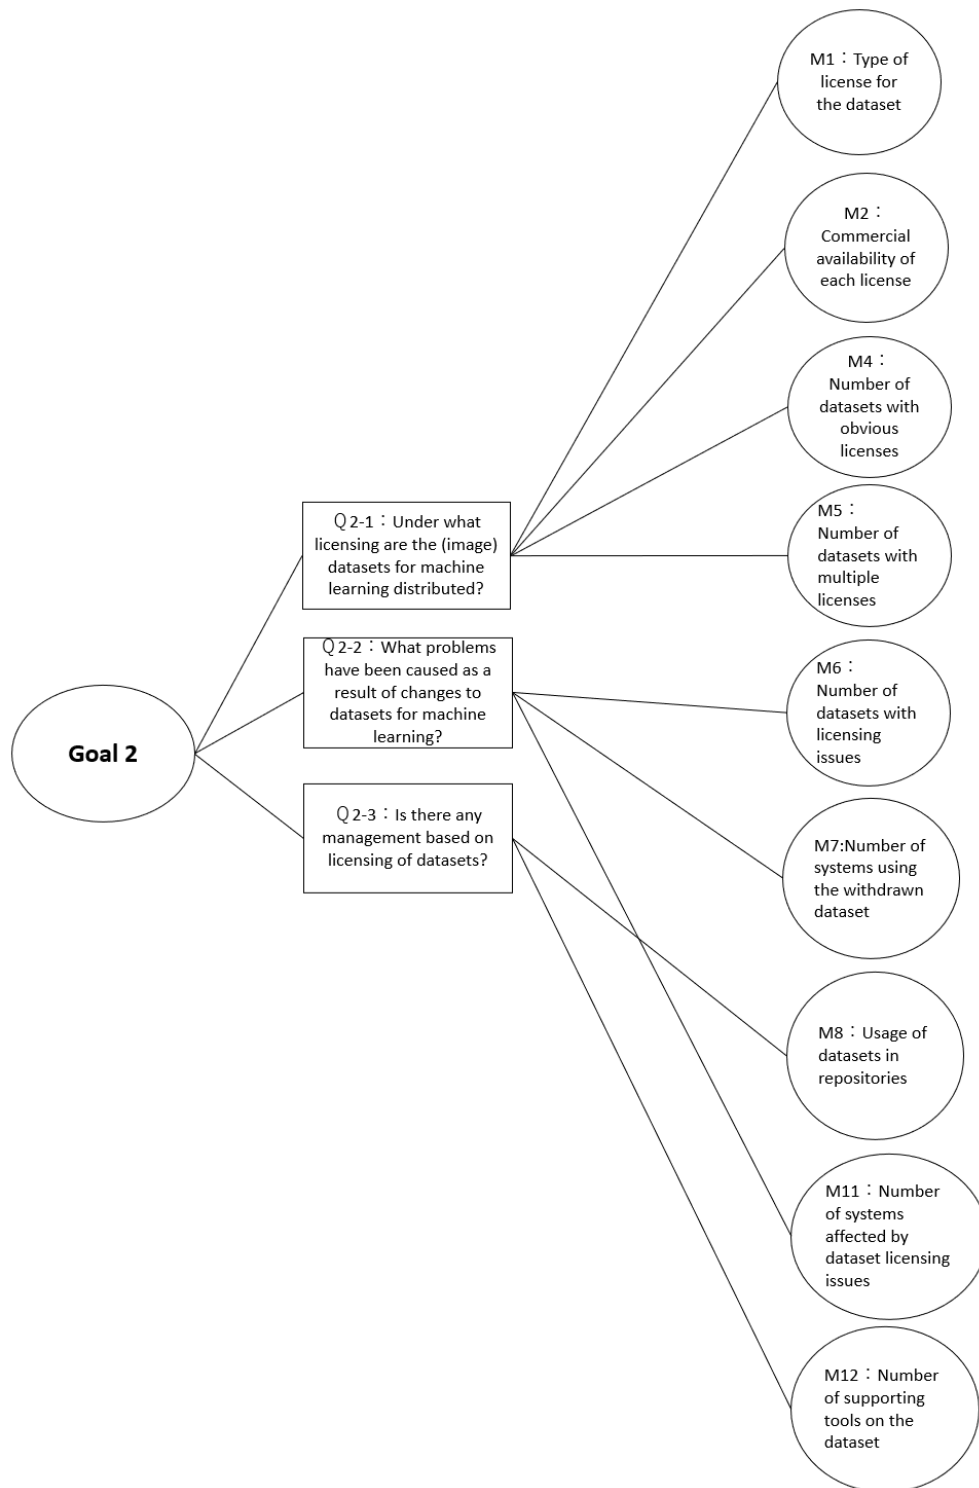 M1：Type of
license for
the dataset
M2：
Commercial
availability of
each license
M4：
Number of
datasets with
obvious
licenses
Q2-1：Under what
licensing are the (image)
datasets for machine
learning distributed?
M5：
Number of
datasets with
multiple
licenses
Q2-2：What problems
have been caused as a
result of changes to
datasets for machine
learning?
M6：
Number of
datasets with
licensing
issues
Goal 2
Q2-3：Is there any
management based on
licensing of datasets?
M7:Number of
systems using
the withdrawn
dataset
M8：Usage of
datasets in
repositories
M11：Number
of systems
affected by
dataset licensing
issues
M12：Number
of supporting
tools on the
dataset